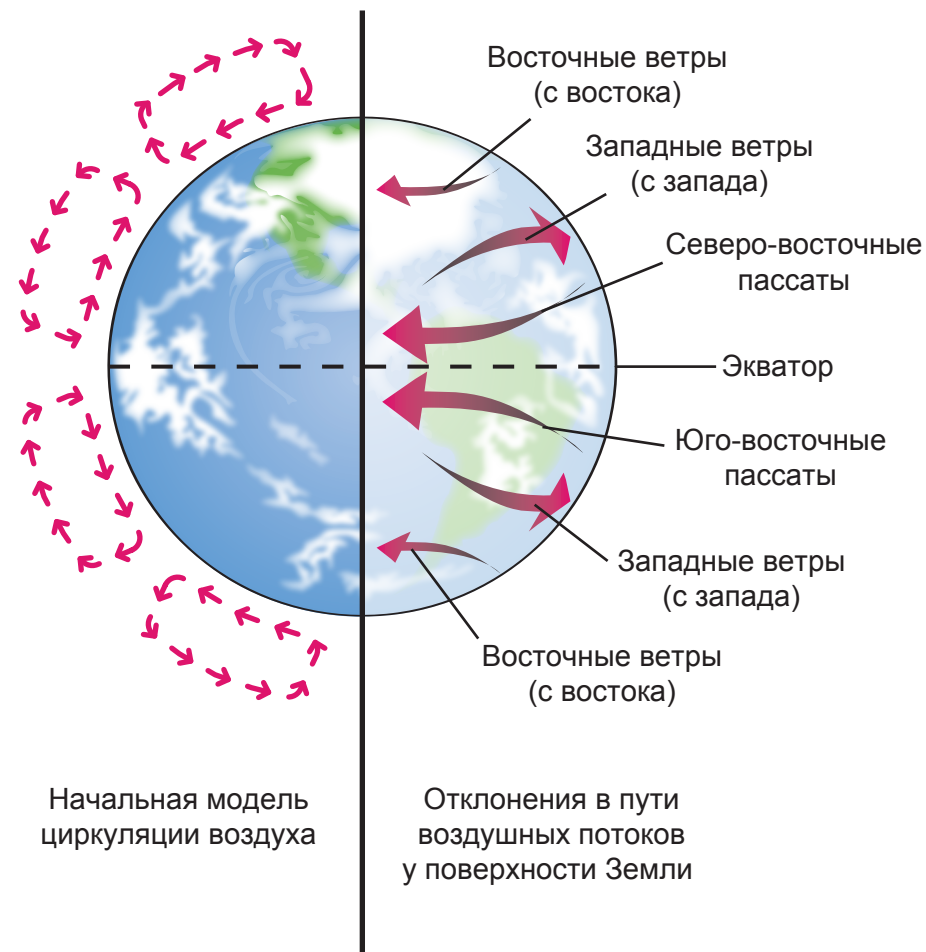 Восточные ветры
(с востока)
Западные ветры
(с запада)
Северо-восточные
пассаты
Экватор
Юго-восточные
пассаты
Западные ветры
(с запада)
Восточные ветры
(с востока)
Начальная модель
циркуляции воздуха
Отклонения в пути
воздушных потоков
у поверхности Земли